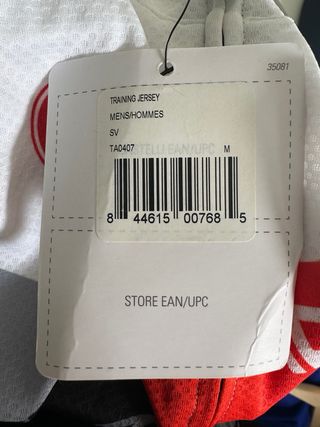 35081
TRAINING JERSEY
MENS/HOMMES
SV
TA0407 M
8 44615 00768 5
STORE EAN/UPC